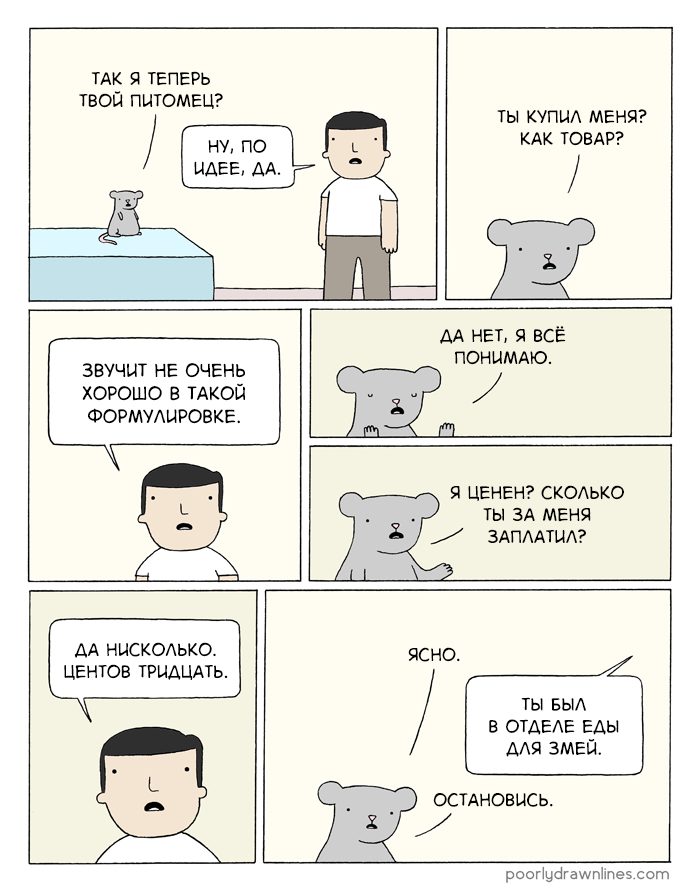 ТАК Я ТЕПЕРЬ
ТВОЙ ПИТОМЕЦ?
НУ, ПО
ИДЕЕ, ДА.
ТЫ КУПИЛ МЕНЯ?
КАК ТОВАР?
ЗВУЧИТ НЕ ОЧЕНЬ
ХОРОШО В ТАКОЙ
ФОРМУЛИРОВКЕ.
ДА НЕТ, Я ВСЁ
ПОНИМАЮ.
Я ЦЕНЕН? СКОЛЬКО
ТЫ ЗА МЕНЯ
ЗАПЛАТИЛ?
ДА НИСКОЛЬКО.
ЦЕНТОВ ТРИДЦАТЬ.
ЯСНО.
ТЫ БЫЛ
В ОТДЕЛЕ ЕДЫ
ДЛЯ ЗМЕЙ.
ОСТАНОВИСЬ.
poorlydrawnlines.com